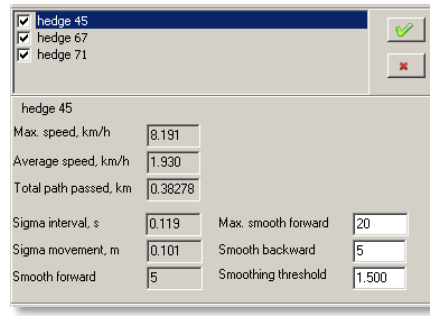 hedge 45
hedge 67
hedge 71
hedge 45
Max. speed, km/h 8.191
Average speed, km/h 1.930
Total path passed, km 0.38278
Sigma interval, s 0.119 Max. smooth forward 20
Sigma movement, m 0.101 Smooth backward 5
Smooth forward 5 Smoothing threshold 1.500